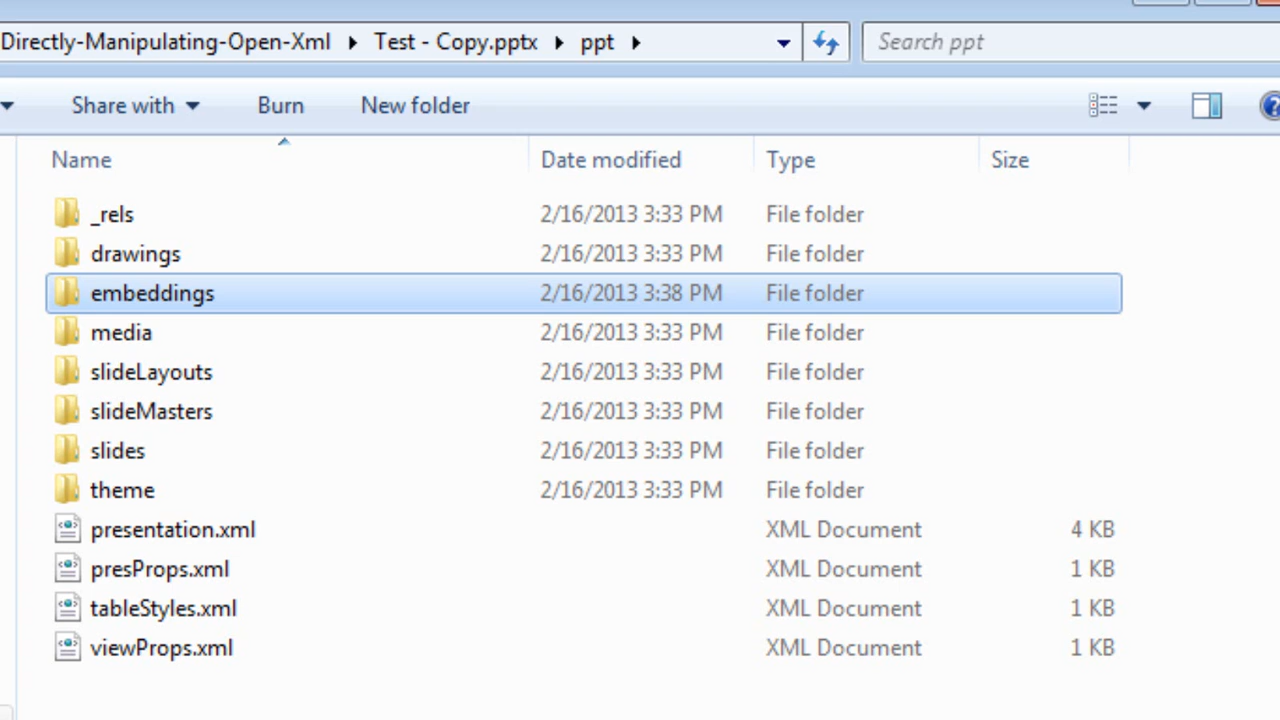 Directly-Manipulating-Open-Xml Test - Copy.pptx ppt Search ppt
Share with Burn New folder ?
Name Date modified Type Size
_rels 2/16/2013 3:33 PM File folder
drawings 2/16/2013 3:33 PM File folder
embeddings 2/16/2013 3:38 PM File folder
media 2/16/2013 3:33 PM File folder
slideLayouts 2/16/2013 3:33 PM File folder
slideMasters 2/16/2013 3:33 PM File folder
slides 2/16/2013 3:33 PM File folder
theme 2/16/2013 3:33 PM File folder
presentation.xml XML Document 4 KB
presProps.xml XML Document 1 KB
tableStyles.xml XML Document 1 KB
viewProps.xml XML Document 1 KB